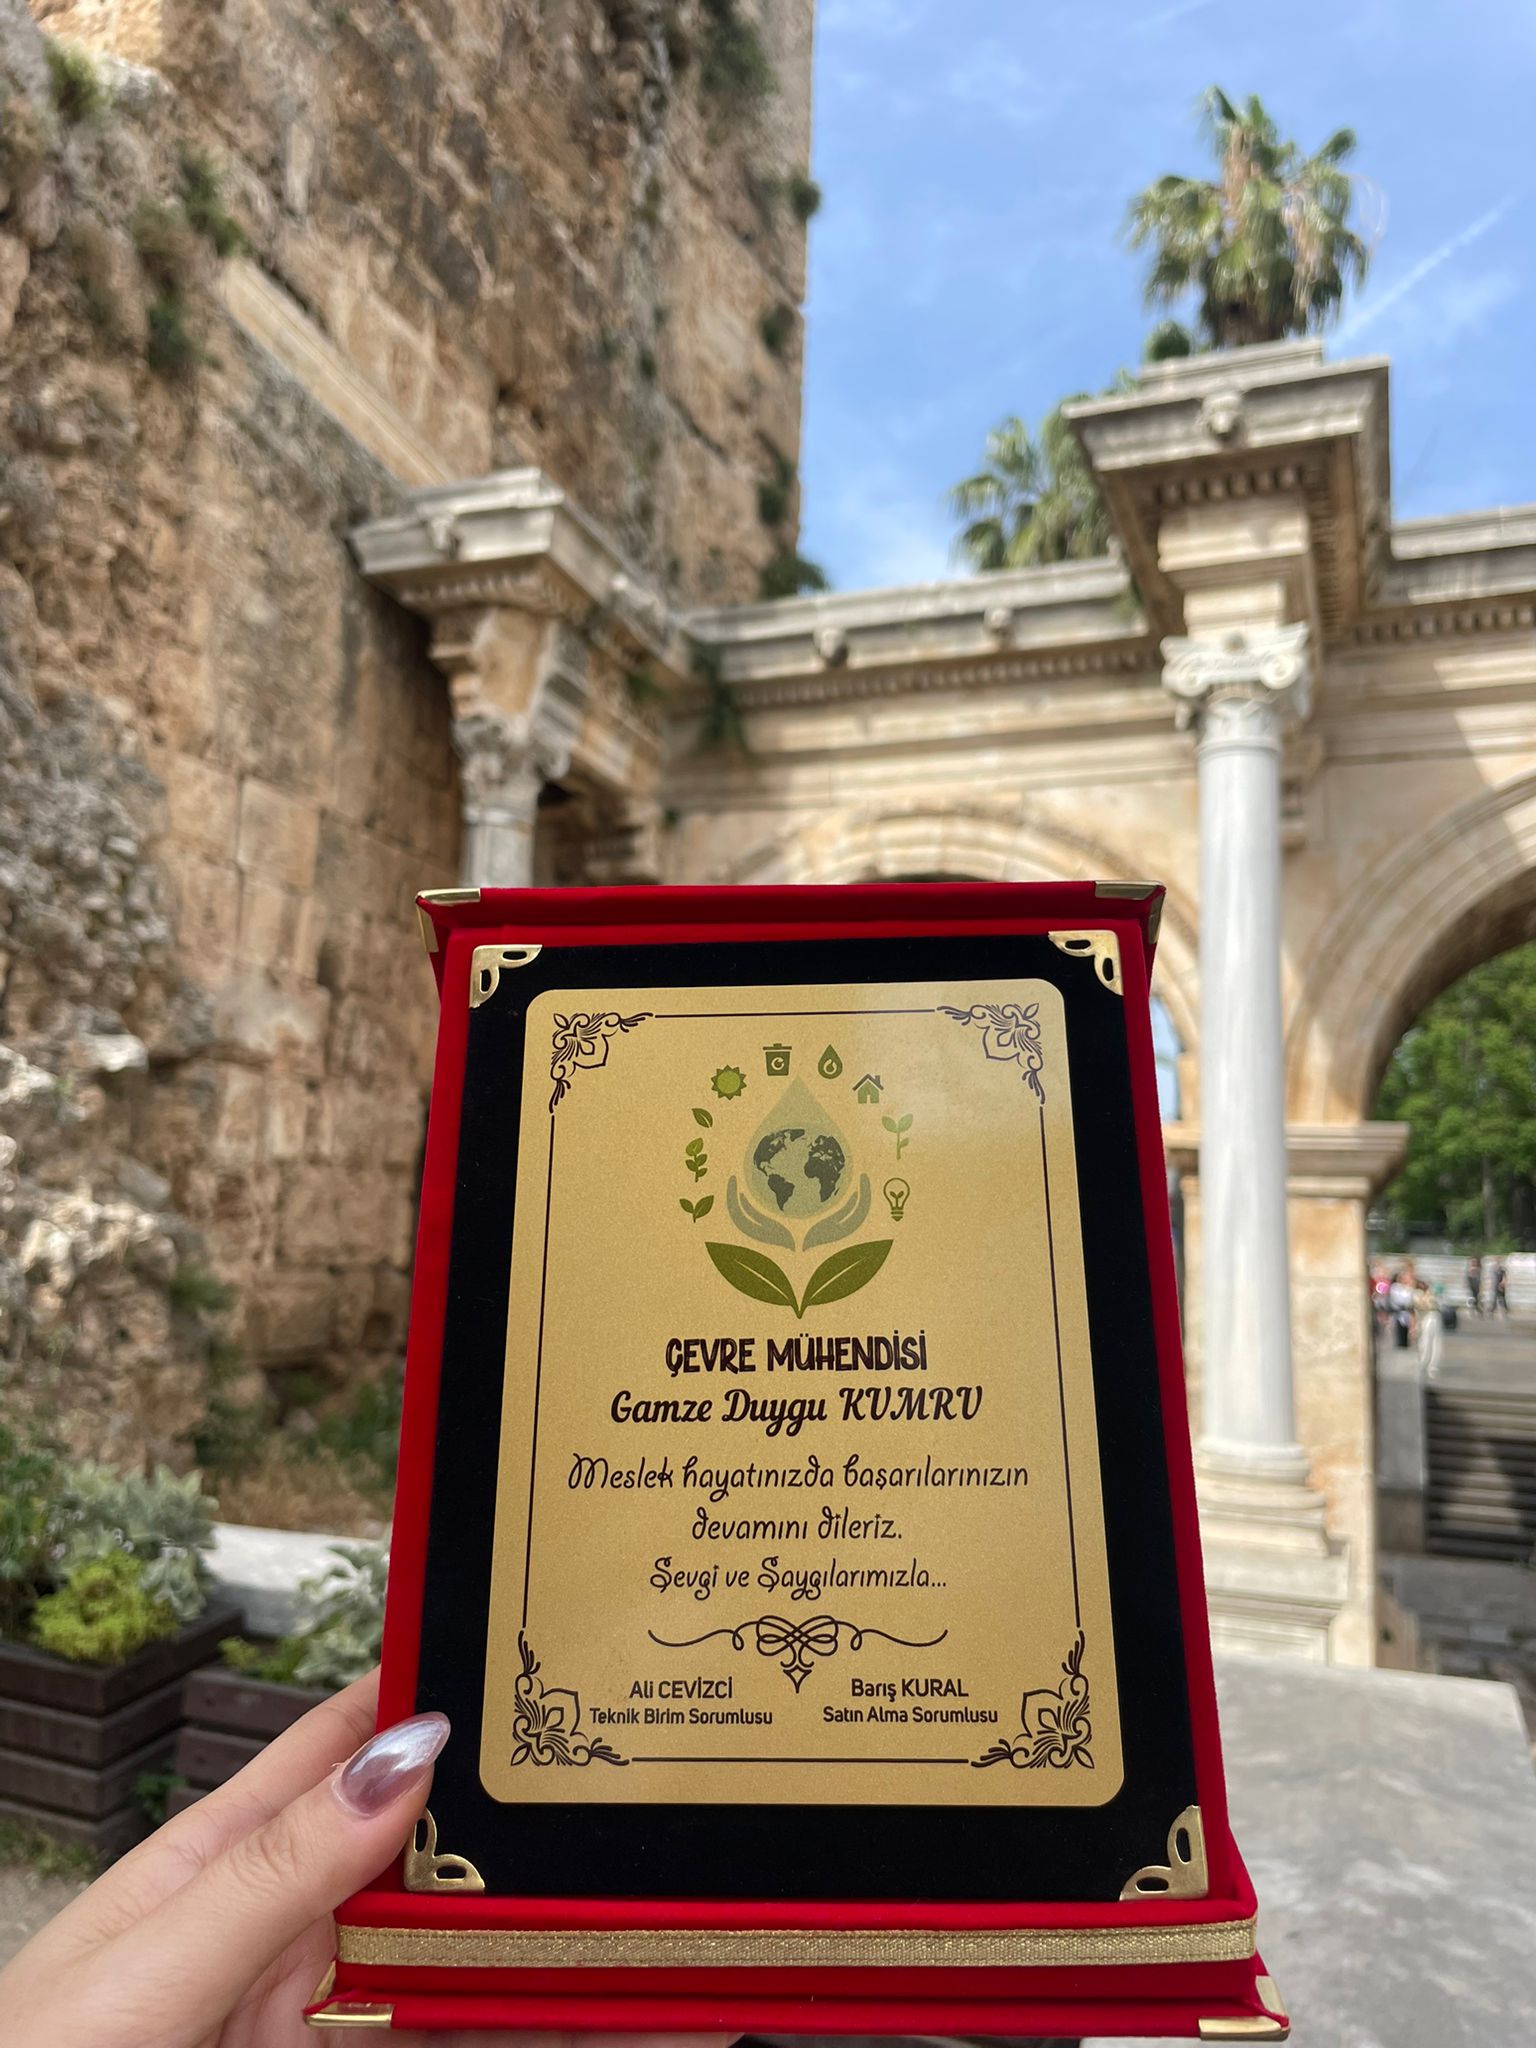 ÇEVRE MÜHENDİSİ
Gamze Duygu KUMRU
Meslek hayatınızda başarılarınızın
devamını dileriz.
Sevgi ve Saygılarımızla...
Ali CEVİZCİ
Teknik Birim Sorumlusu
Barış KURAL
Satın Alma Sorumlusu